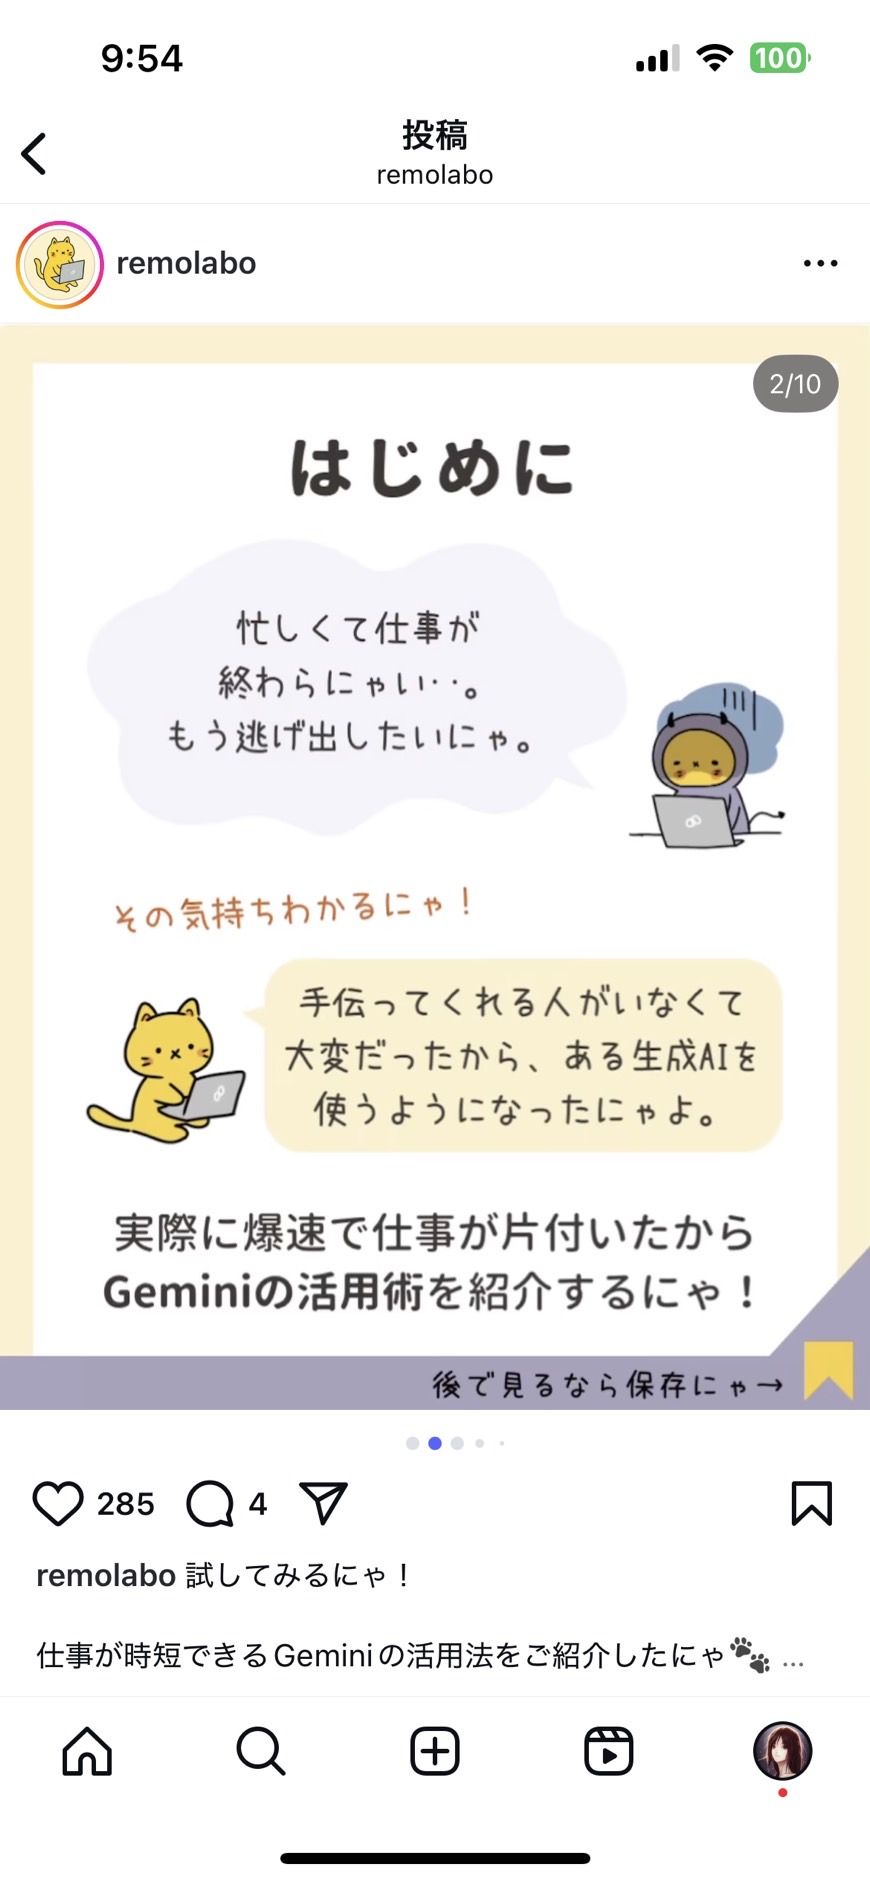 9:54
100
投稿
remolabo
remolabo
2/10
はじめに
忙しくて仕事が
終わらにゃい‥。
もう逃げ出したいにゃ。
その気持ちわかるにゃ！
手伝ってくれる人がいなくて
大変だったから、ある生成AIを
使うようになったにゃよ。
実際に爆速で仕事が片付いたから
Geminiの活用術を紹介するにゃ！
後で見るなら保存にゃ→
285
4
remolabo 試してみるにゃ！
仕事が時短できるGeminiの活用法をご紹介したにゃ🐾 ...